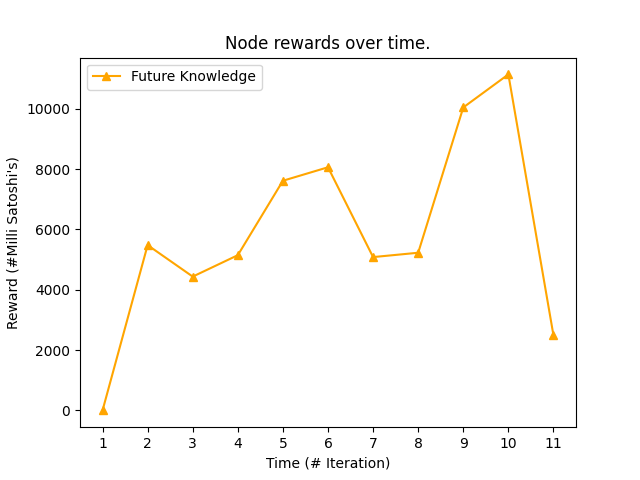 Node rewards over time.
Future Knowledge
Reward (#Milli Satoshi's)
10000
8000
6000
4000
2000
0
1 2 3 4 5 6 7 8 9 10 11
Time (# Iteration)